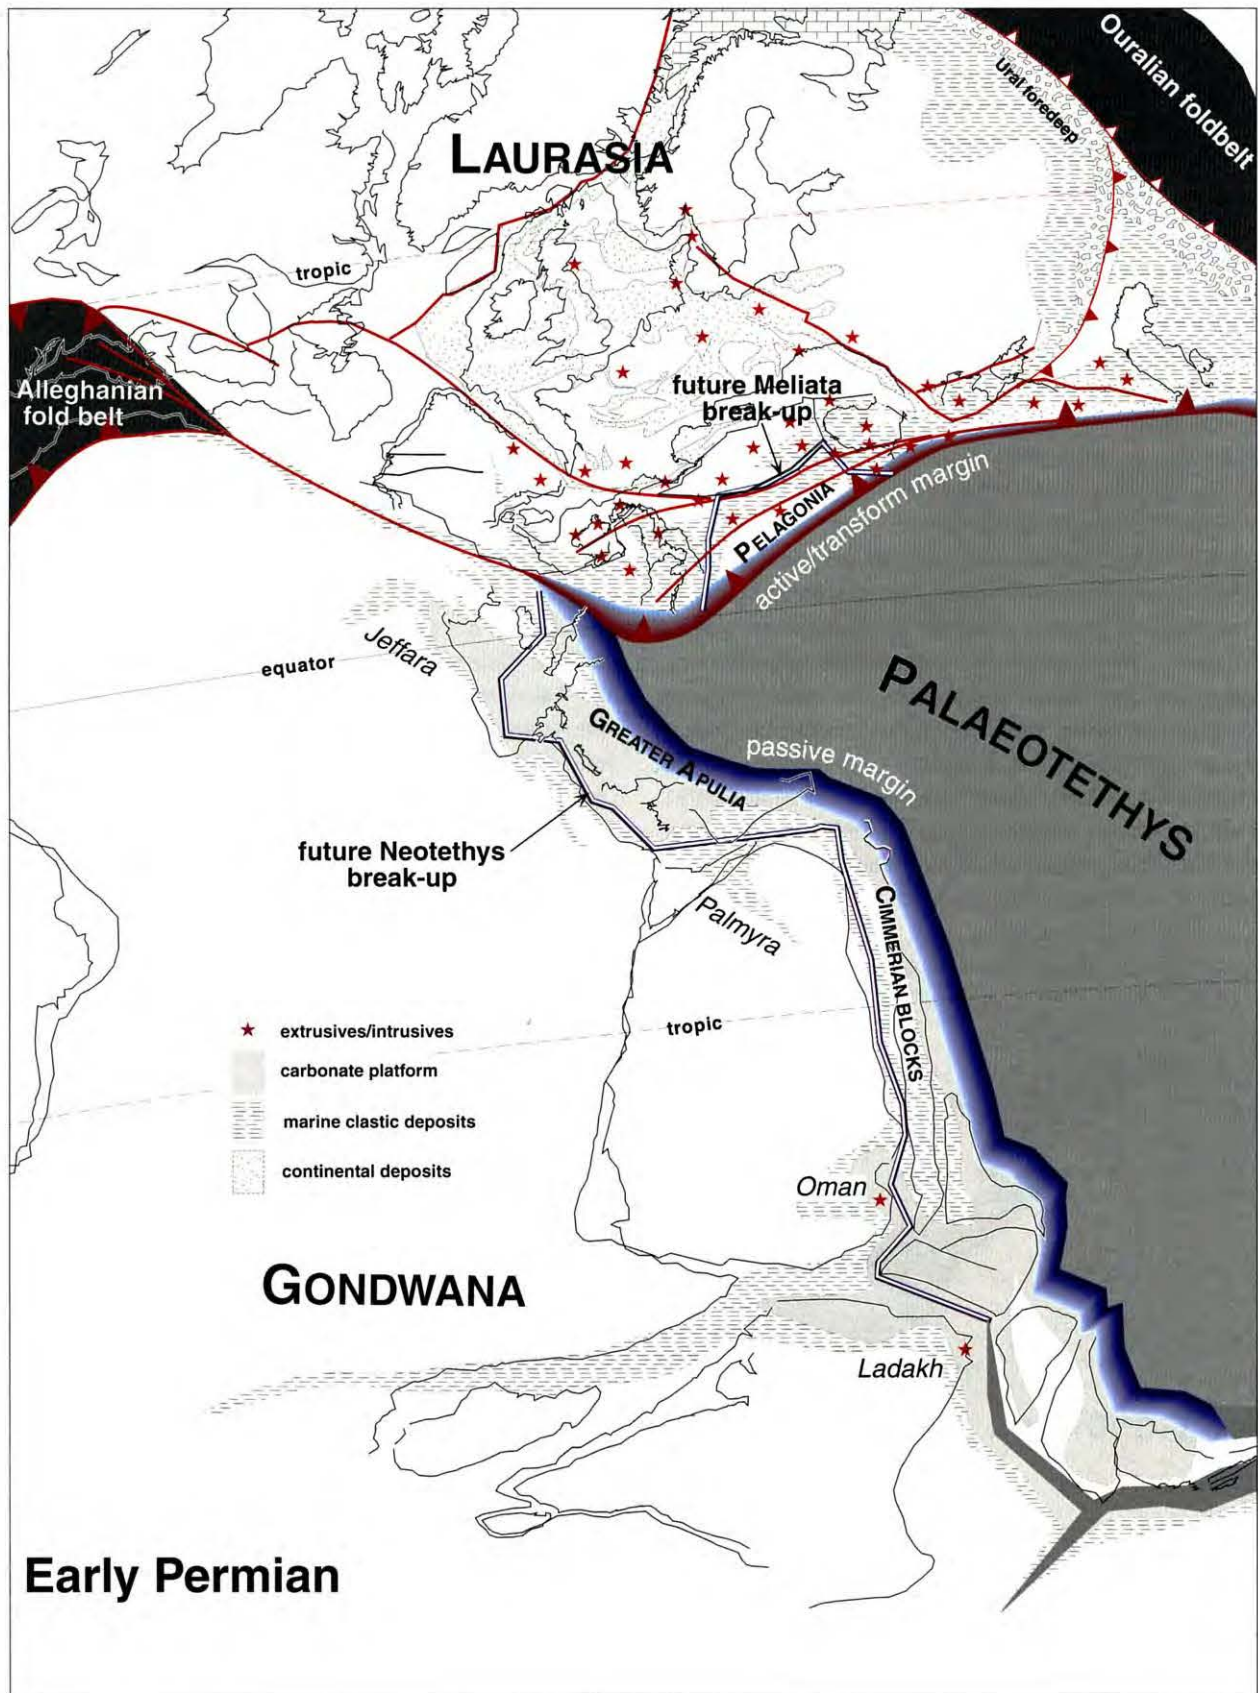 Ouralian foldbelt
Ural foredeep
LAURASIA
tropic
Alleghanian
fold belt
future Meliata
break-up
PELAGONIA
active/transform margin
Jeffara
equator
PALAEOTETHYS
GREATER APULIA
passive margin
future Neotethys
break-up
Palmyra
CIMMERIAN BLOCKS
tropic
extrusives/intrusives
carbonate platform
marine clastic deposits
continental deposits
Oman
GONDWANA
Ladakh
Early Permian